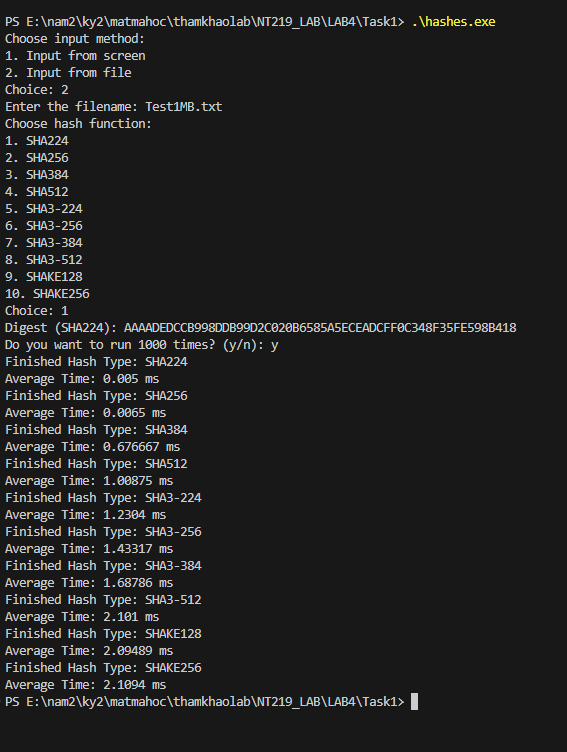 PS E:\nam2\ky2\matmahoc\thamkhaolab\NT219_LAB\LAB4\Task1> .\hashes.exe
Choose input method:
1. Input from screen
2. Input from file
Choice: 2
Enter the filename: Test1MB.txt
Choose hash function:
1. SHA224
2. SHA256
3. SHA384
4. SHA512
5. SHA3-224
6. SHA3-256
7. SHA3-384
8. SHA3-512
9. SHAKE128
10. SHAKE256
Choice: 1
Digest (SHA224): AAAADEDCCB998DDB99D2C020B6585A5ECEADCFF0C348F35FE598B418
Do you want to run 1000 times? (y/n): y
Finished Hash Type: SHA224
Average Time: 0.005 ms
Finished Hash Type: SHA256
Average Time: 0.0065 ms
Finished Hash Type: SHA384
Average Time: 0.676667 ms
Finished Hash Type: SHA512
Average Time: 1.00875 ms
Finished Hash Type: SHA3-224
Average Time: 1.2304 ms
Finished Hash Type: SHA3-256
Average Time: 1.43317 ms
Finished Hash Type: SHA3-384
Average Time: 1.68786 ms
Finished Hash Type: SHA3-512
Average Time: 2.101 ms
Finished Hash Type: SHAKE128
Average Time: 2.09489 ms
Finished Hash Type: SHAKE256
Average Time: 2.1094 ms
PS E:\nam2\ky2\matmahoc\thamkhaolab\NT219_LAB\LAB4\Task1>